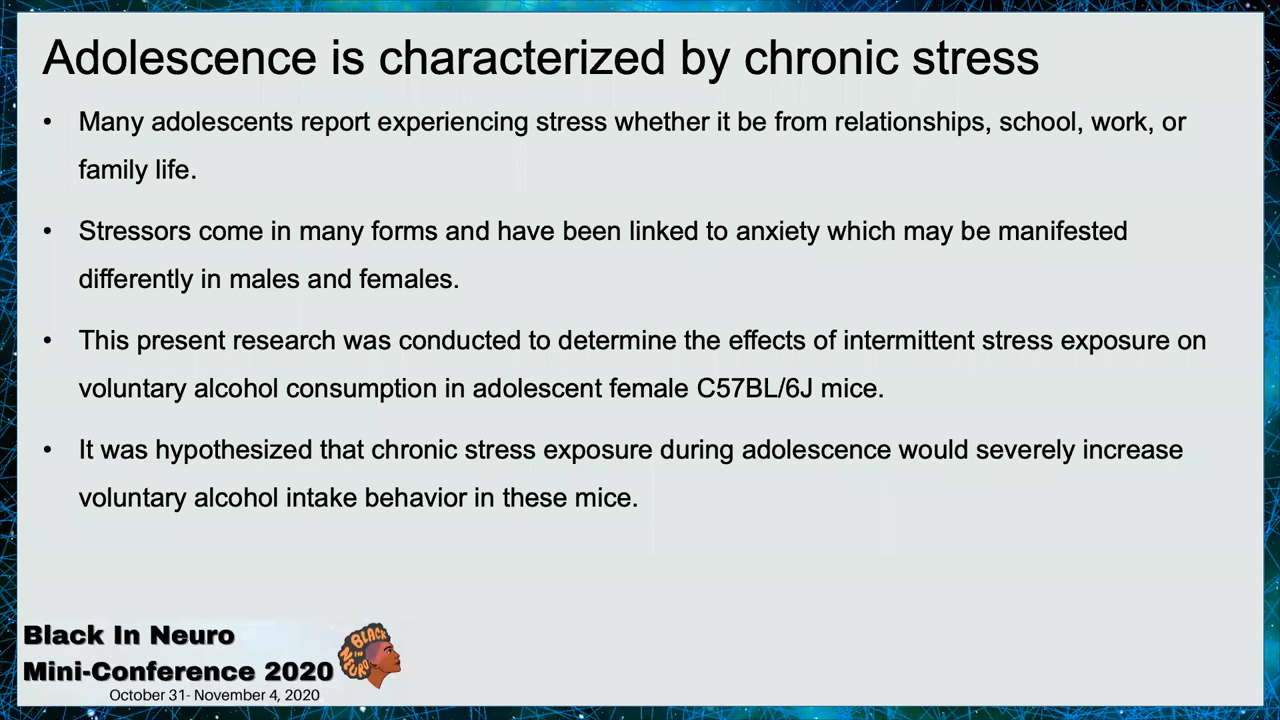 Adolescence is characterized by chronic stress
• Many adolescents report experiencing stress whether it be from relationships, school, work, or
family life.
• Stressors come in many forms and have been linked to anxiety which may be manifested
differently in males and females.
• This present research was conducted to determine the effects of intermittent stress exposure on
voluntary alcohol consumption in adolescent female C57BL/6J mice.
• It was hypothesized that chronic stress exposure during adolescence would severely increase
voluntary alcohol intake behavior in these mice.
Black In Neuro
Mini-Conference 2020
October 31- November 4, 2020
BLACK
IN
NEURO